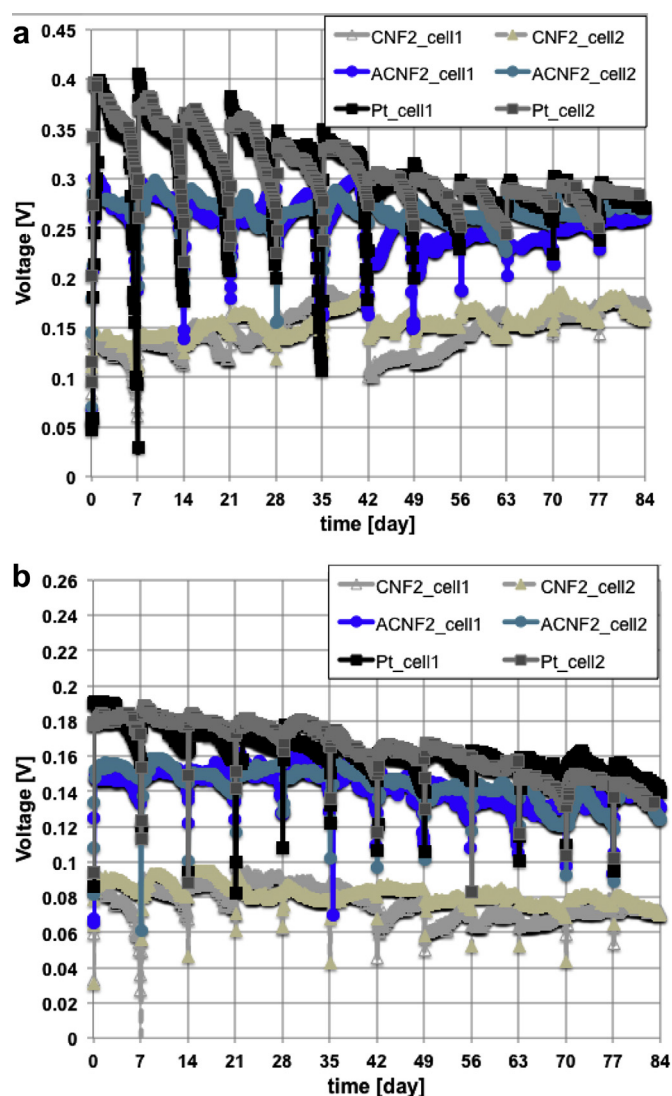 a
CNF2_cell1 CNF2_cell2
ACNF2_cell1 ACNF2_cell2
Pt_cell1 Pt_cell2
Voltage [V]
0.45
0.4
0.35
0.3
0.25
0.2
0.15
0.1
0.05
0
0 7 14 21 28 35 42 49 56 63 70 77 84
time [day]
b
CNF2_cell1 CNF2_cell2
ACNF2_cell1 ACNF2_cell2
Pt_cell1 Pt_cell2
Voltage [V]
0.26
0.24
0.22
0.2
0.18
0.16
0.14
0.12
0.1
0.08
0.06
0.04
0.02
0
0 7 14 21 28 35 42 49 56 63 70 77 84
time [day]